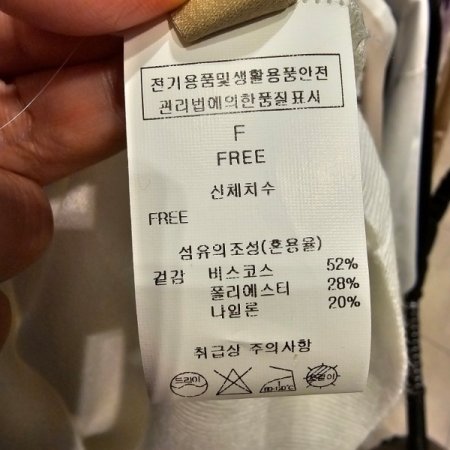 전기용품및생활용품안전
관리법에의한품질표시
F
FREE
신체치수
FREE
섬유의조성(혼용율)
겉감 비스코스 52%
폴리에스터 28%
나일론 20%
취급상 주의사항
드라이